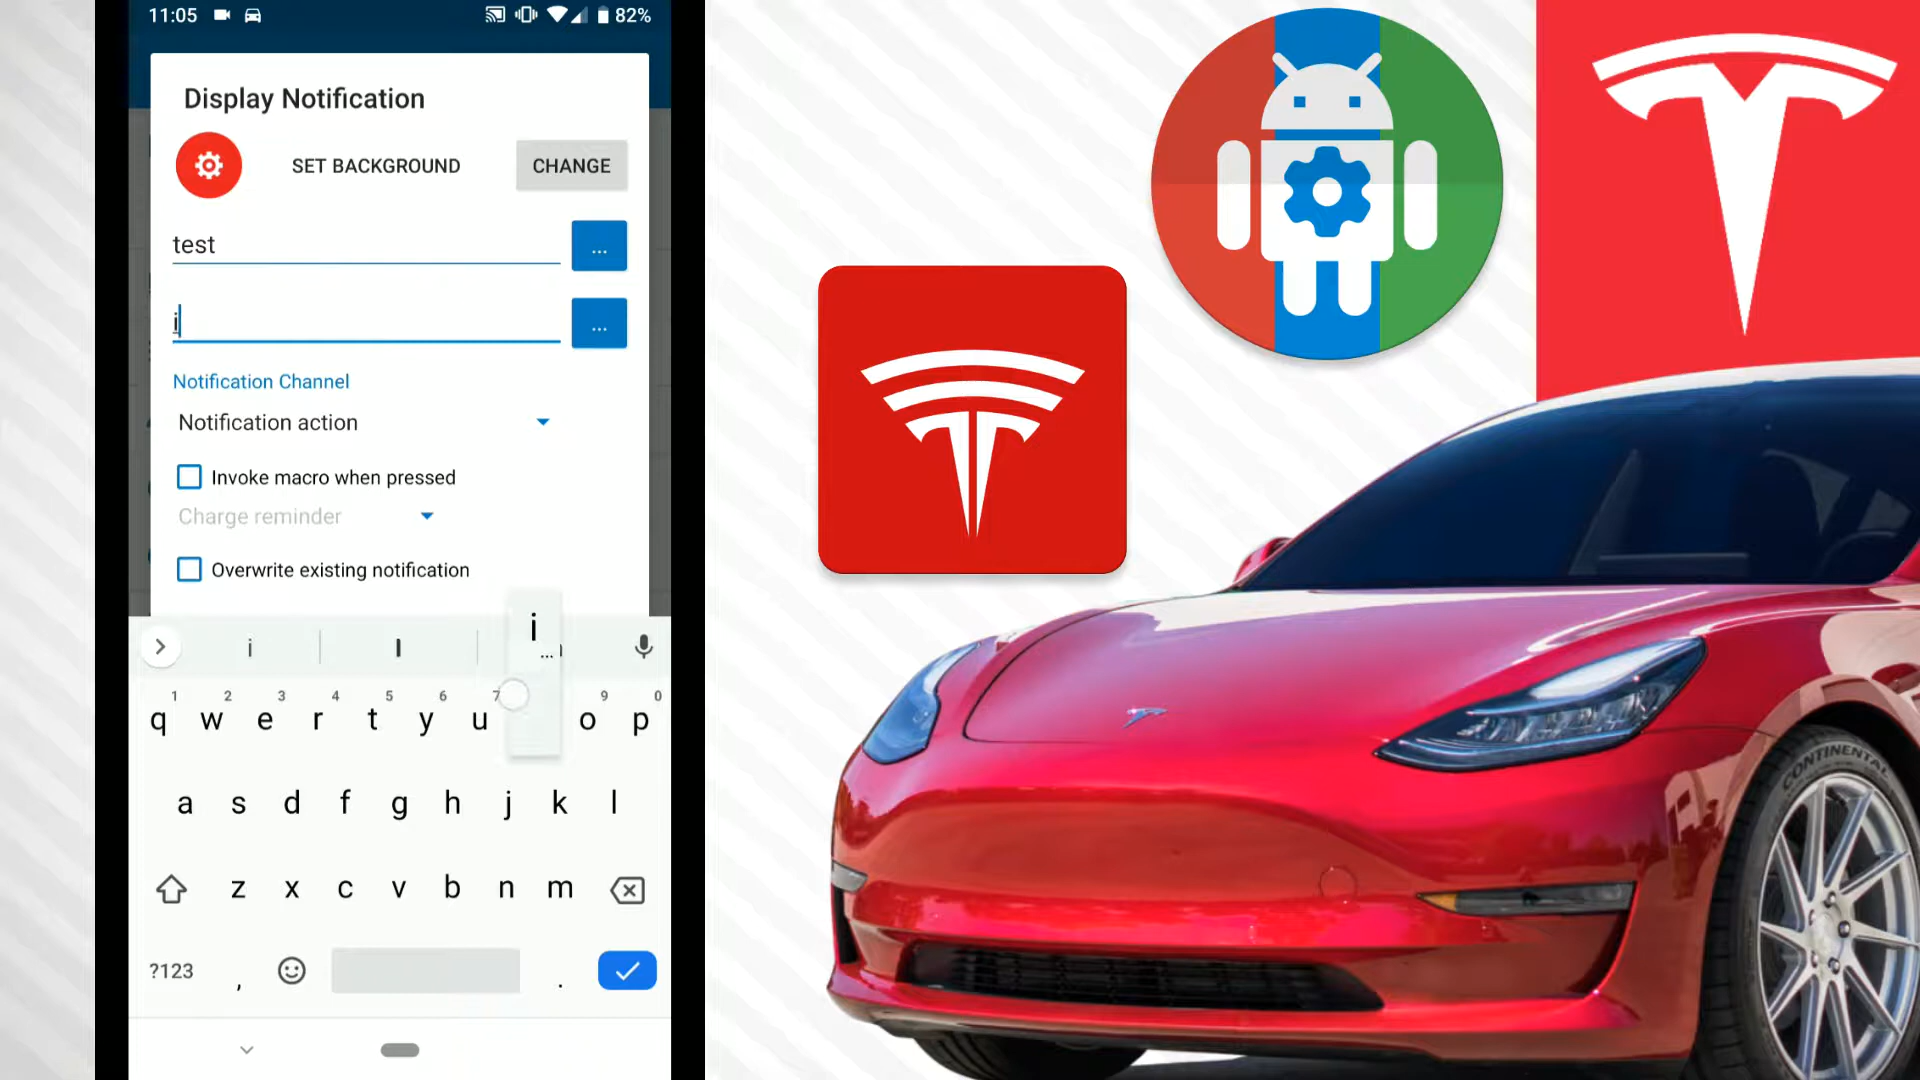 11:05 82%
Display Notification
SET BACKGROUND CHANGE
test ...
i ...
Notification Channel
Notification action
Invoke macro when pressed
Charge reminder
Overwrite existing notification
i I i ...
1 2 3 4 5 6 7 9 0
q w e r t y u o p
a s d f g h j k l
z x c v b n m
?123 , .
CONTINENTAL